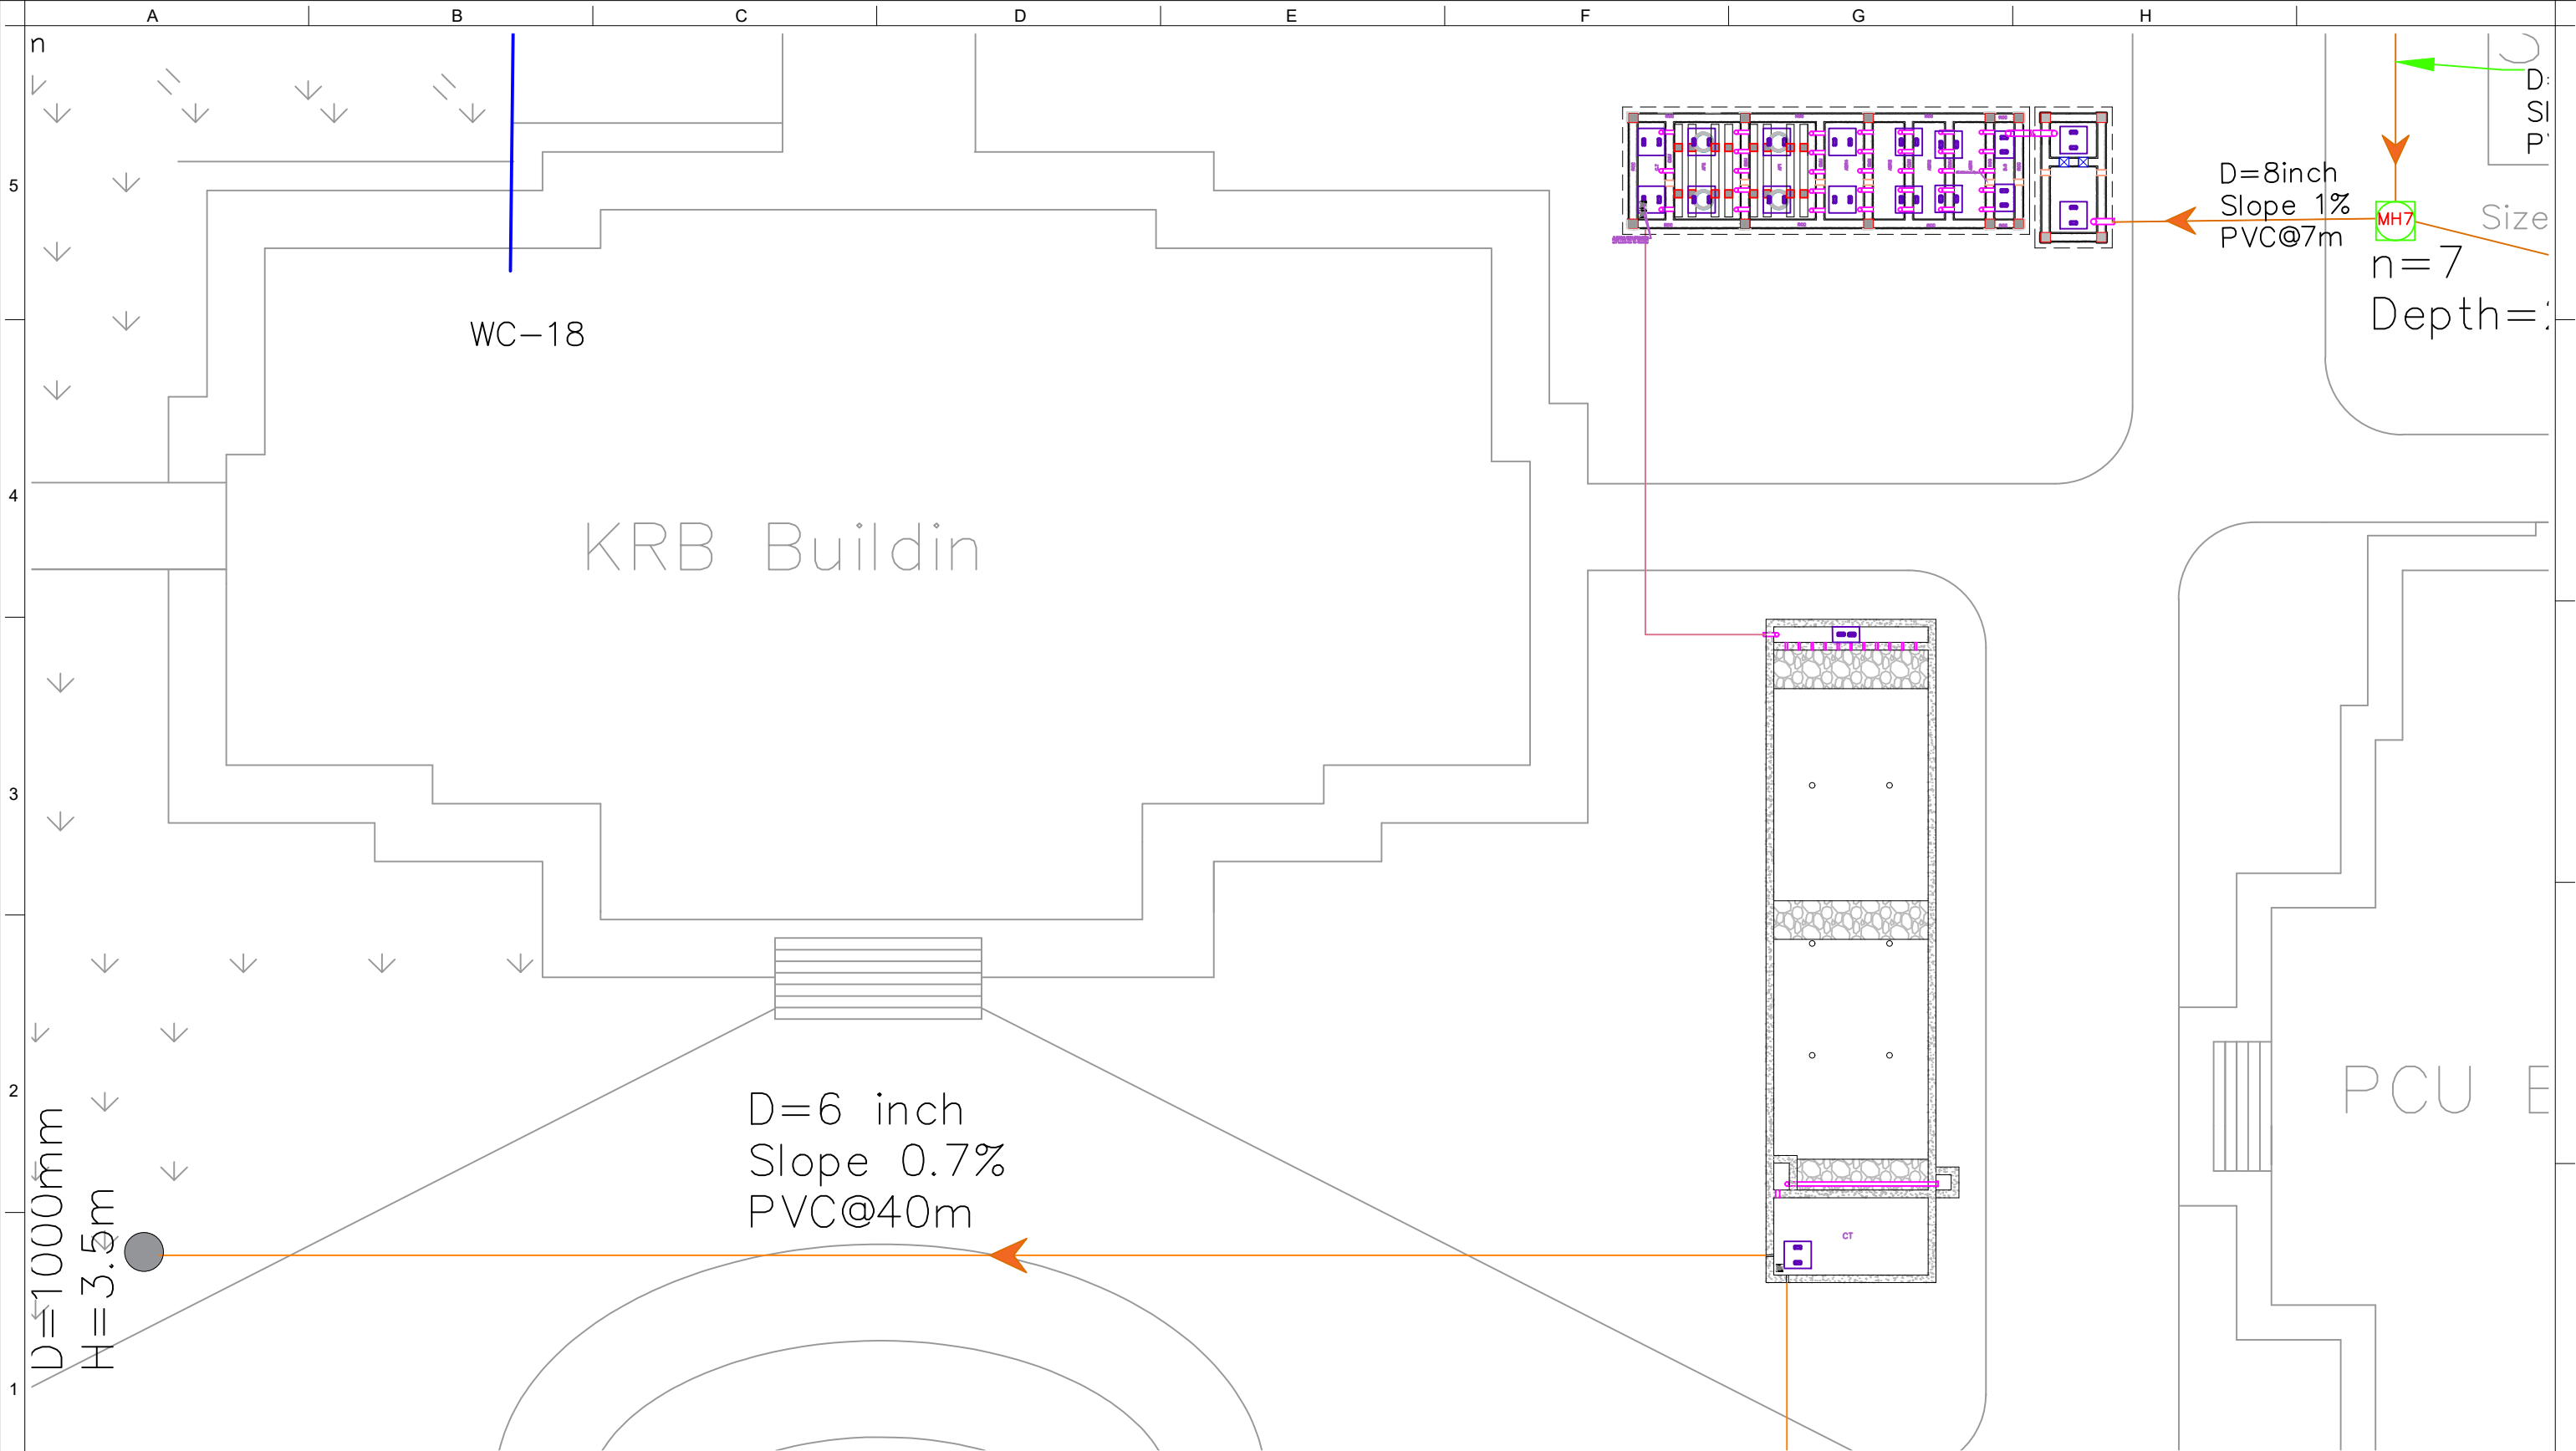 A B C D E F G H
n
D=
5
D=8inch
Slope 1%
PVC@7m
MH7
Size
n=7
Depth=
WC-18
4
KRB Buildin
3
2
PCU
D=6 inch
Slope 0.7%
PVC@40m
D=1000mm
H=3.5m
CT
1